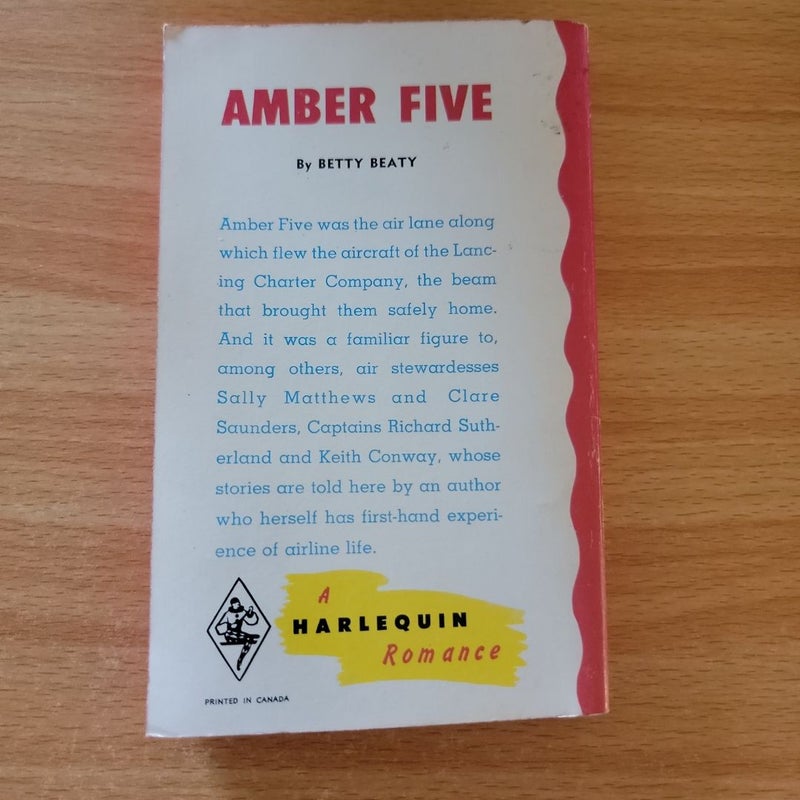 AMBER FIVE
By BETTY BEATY
Amber Five was the air lane along
which flew the aircraft of the Lanc-
ing Charter Company, the beam
that brought them safely home.
And it was a familiar figure to,
among others, air stewardesses
Sally Matthews and Clare
Saunders, Captains Richard Suth-
erland and Keith Conway, whose
stories are told here by an author
who herself has first-hand experi-
ence of airline life.
A
HARLEQUIN
Romance
PRINTED IN CANADA